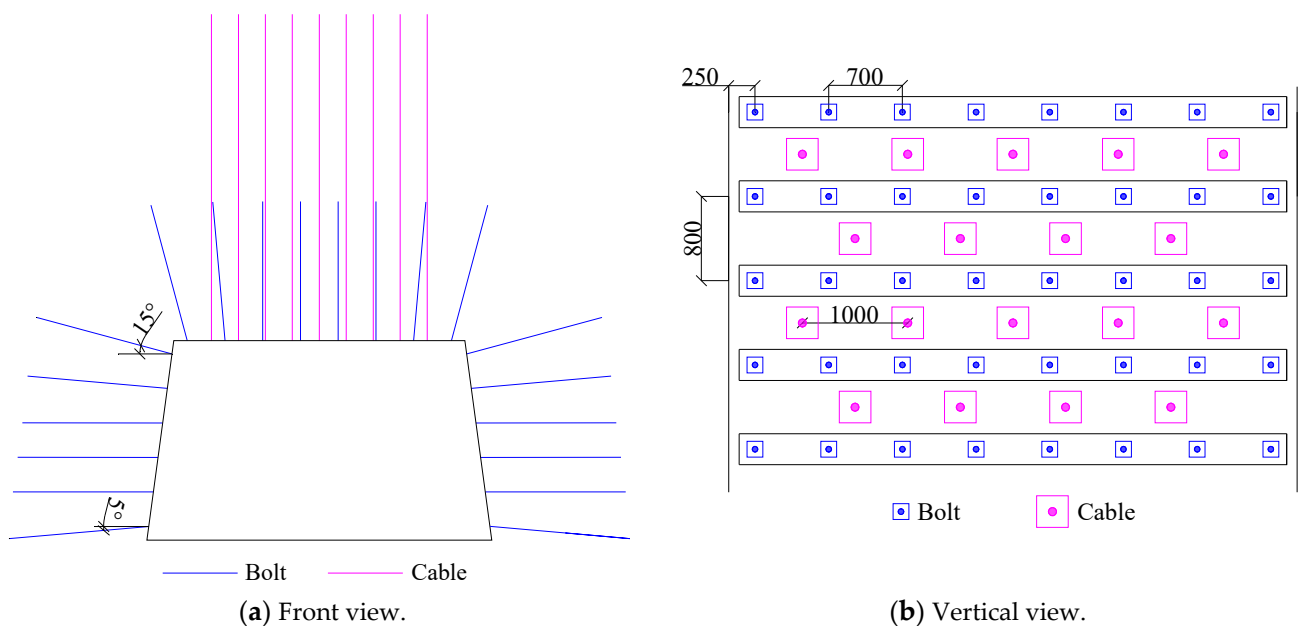 15°
5°
Bolt
Cable
(a) Front view.
250
700
800
1000
Bolt
Cable
(b) Vertical view.